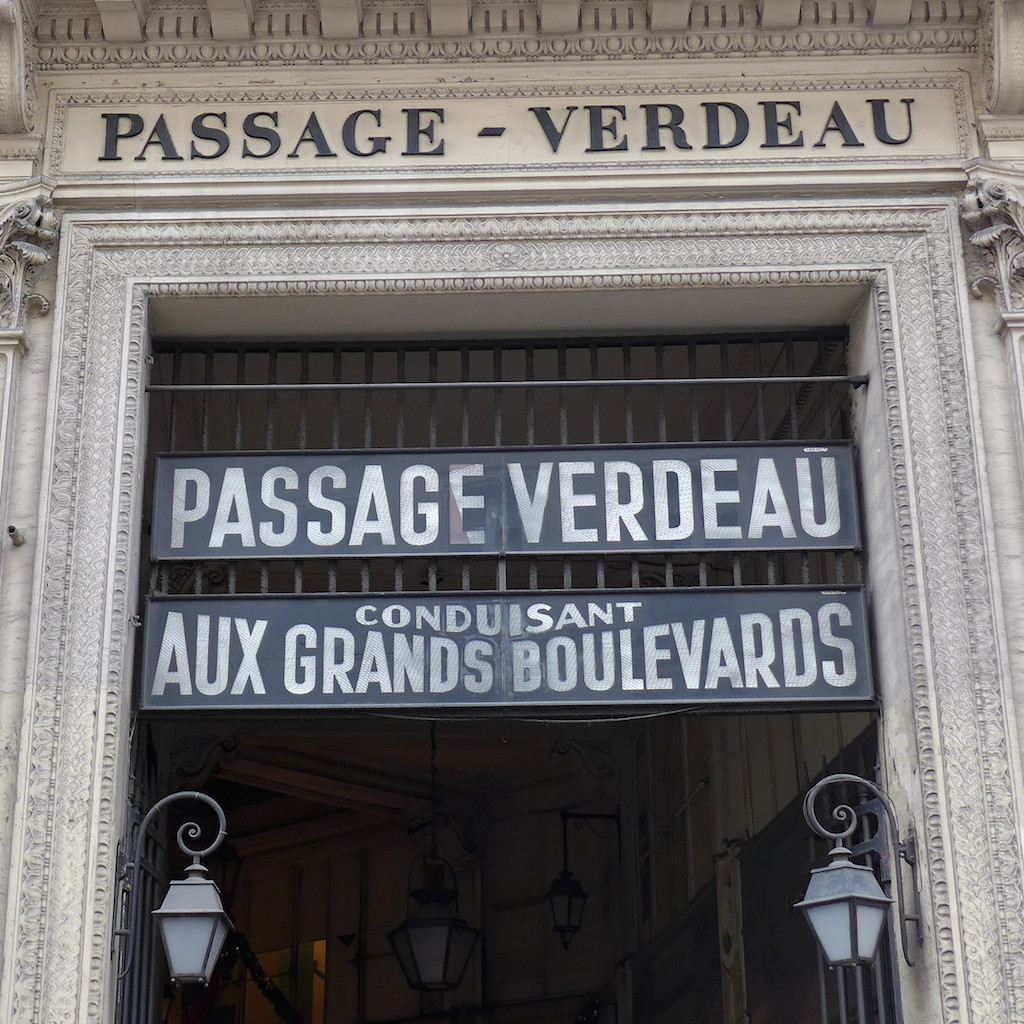 PASSAGE - VERDEAU
PASSAGE VERDEAU
CONDUISANT
AUX GRANDS BOULEVARDS